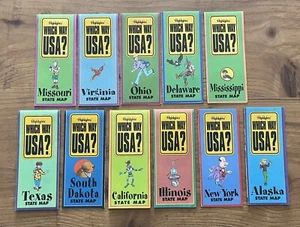 Highlights
WHICH WAY
USA?
Missouri
STATE MAP
Highlights
WHICH WAY
USA?
Virginia
STATE MAP
Highlights
WHICH WAY
USA?
Ohio
STATE MAP
Highlights
WHICH WAY
USA?
Delaware
STATE MAP
Highlights
WHICH WAY
USA?
Mississippi
STATE MAP
Highlights
WHICH WAY
USA?
Texas
STATE MAP
Highlights
WHICH WAY
USA?
South
Dakota
STATE MAP
Highlights
WHICH WAY
USA?
California
STATE MAP
Highlights
WHICH WAY
USA?
Illinois
STATE MAP
Highlights
WHICH WAY
USA?
New York
STATE MAP
Highlights
WHICH WAY
USA?
Alaska
STATE MAP